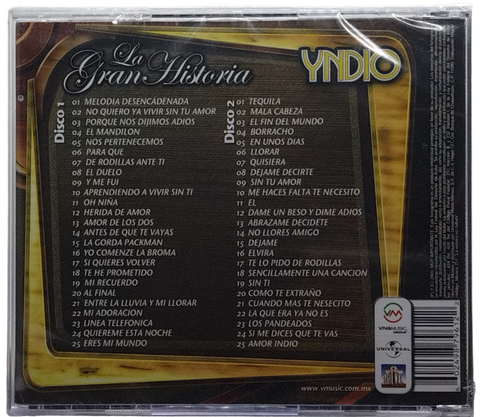 La
Gran Historia
YNDIO
Disco 1
01 MELODIA DESENCADENADA
02 NO QUIERO YA VIVIR SIN TU AMOR
03 PORQUE NOS DIJIMOS ADIOS
04 EL MANDILON
05 NOS PERTENECEMOS
06 PARA QUE
07 DE RODILLAS ANTE TI
08 EL DUELO
09 Y ME FUI
10 APRENDIENDO A VIVIR SIN TI
11 OH NIÑA
12 HERIDA DE AMOR
13 AMOR DE LOS DOS
14 ANTES DE QUE TE VAYAS
15 LA GORDA PACKMAN
16 YO COMENZE LA BROMA
17 SI QUIERES VOLVER
18 TE HE PROMETIDO
19 MI RECUERDO
20 AL FINAL
21 ENTRE LA LLUVIA Y MI LLORAR
22 MI ADORACION
23 LINEA TELEFONICA
24 QUIEREME ESTA NOCHE
25 ERES MI MUNDO
Disco 2
01 TEQUILA
02 MALA CABEZA
03 EL FIN DEL MUNDO
04 BORRACHO
05 EN UNOS DIAS
06 LLORAR
07 QUISIERA
08 DEJAME DECIRTE
09 SIN TU AMOR
10 ME HACES FALTA TE NECESITO
11 EL
12 DAME UN BESO Y DIME ADIOS
13 ABRAZAME DECIDETE
14 NO LLORES AMIGO
15 DEJAME
16 ELVIRA
17 TE LO PIDO DE RODILLAS
18 SENCILLAMENTE UNA CANCION
19 SIN TI
20 COMO TE EXTRAÑO
21 CUANDO MAS TE NESECITO
22 LA QUE ERA YA NO ES
23 LOS PANDEADOS
24 SI ME DICES QUE TE VAS
25 AMOR INDIO
www.vmusic.com.mx
VM
VIVAMUSIC
GROUP
UNIVERSAL